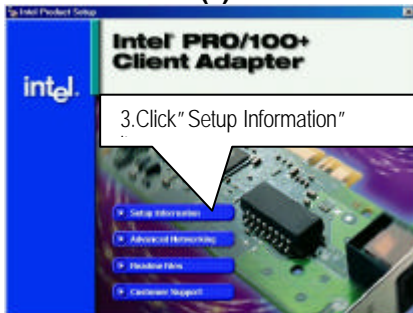 (
Intel Product Setup
Intel PRO/100+
Client Adapter
intel.
3.Click" Setup Information"
Setup Information
Advanced Networking
Readme Files
Customer Support